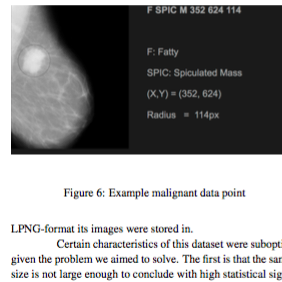 F SPIC M 352 624 114
F: Fatty
SPIC: Spiculated Mass
(X,Y) = (352, 624)
Radius = 114px
Figure 6: Example malignant data point
LPNG-format its images were stored in.
Certain characteristics of this dataset were subopti
given the problem we aimed to solve. The first is that the sar
size is not large enough to conclude with high statistical sig